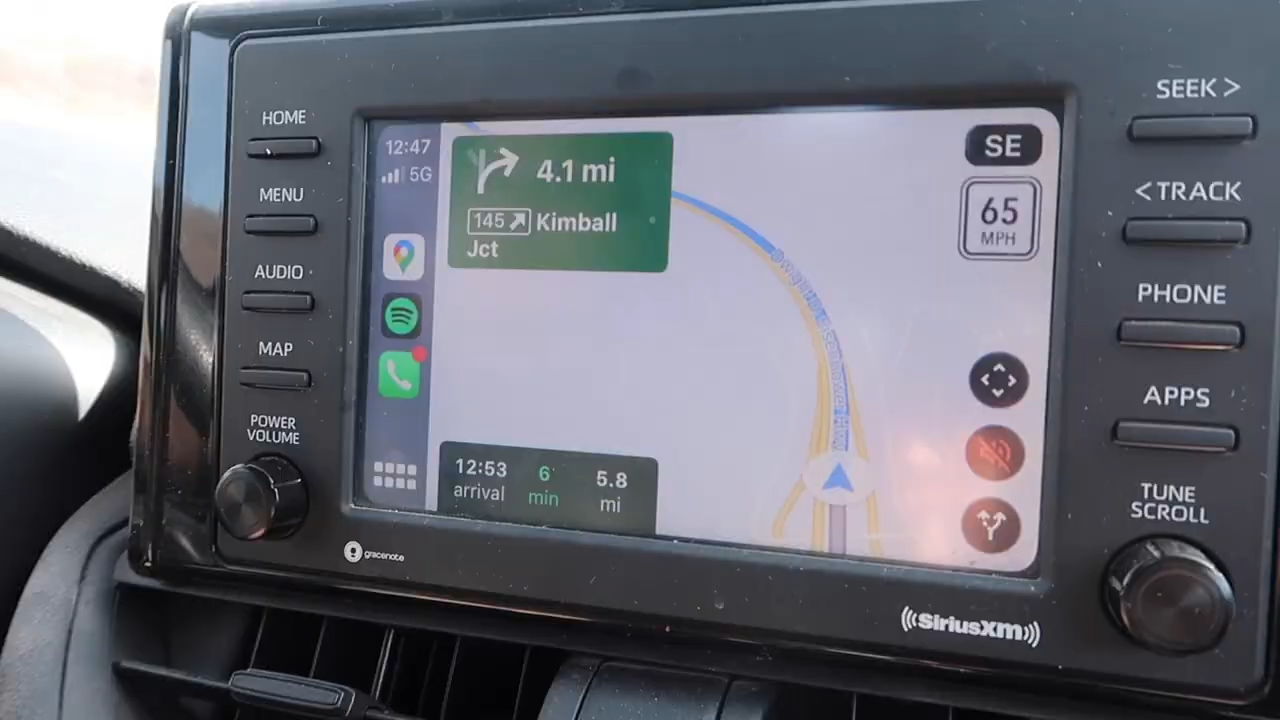 HOME
MENU
AUDIO
MAP
POWER
VOLUME
12:47
5G
4.1 mi
145 Kimball
Jct
SE
65
MPH
12:53 6 5.8
arrival min mi
gracenote
SiriusXM
SEEK >
< TRACK
PHONE
APPS
TUNE
SCROLL